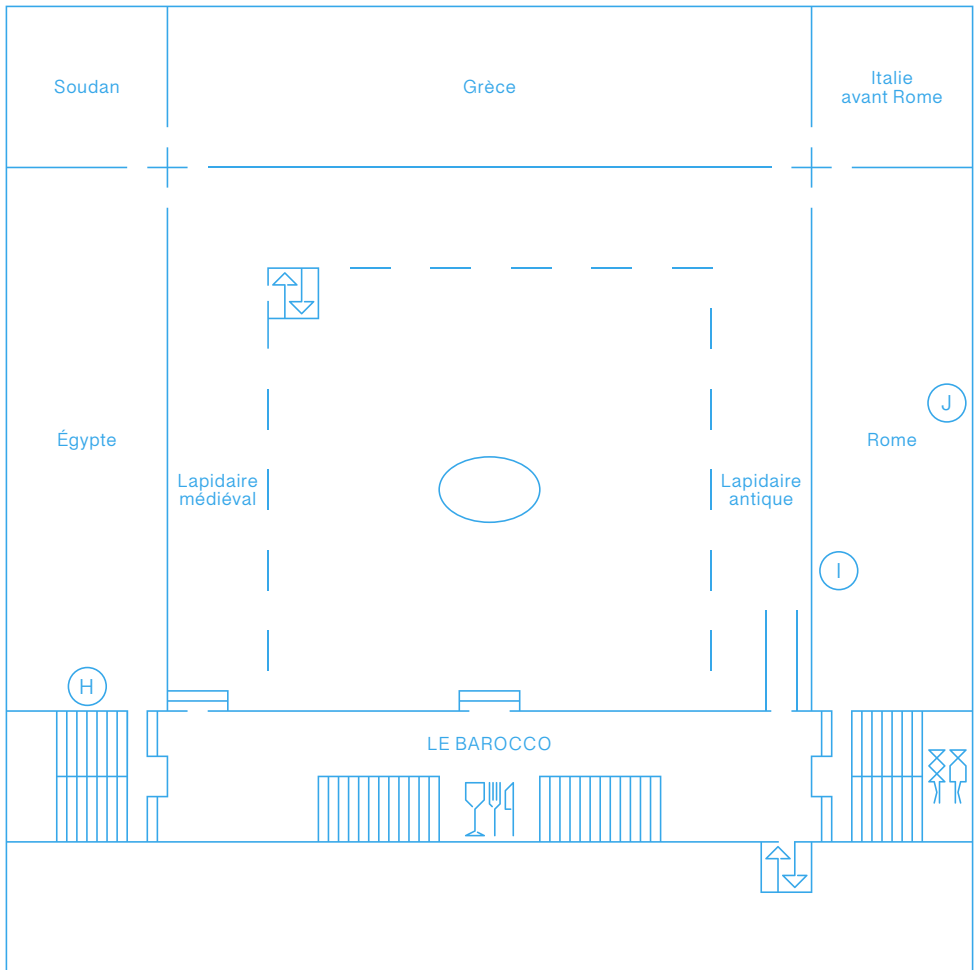 Soudan
Grèce
Italie
avant Rome
J
Égypte
Rome
Lapidaire
médiéval
Lapidaire
antique
I
H
LE BAROCCO